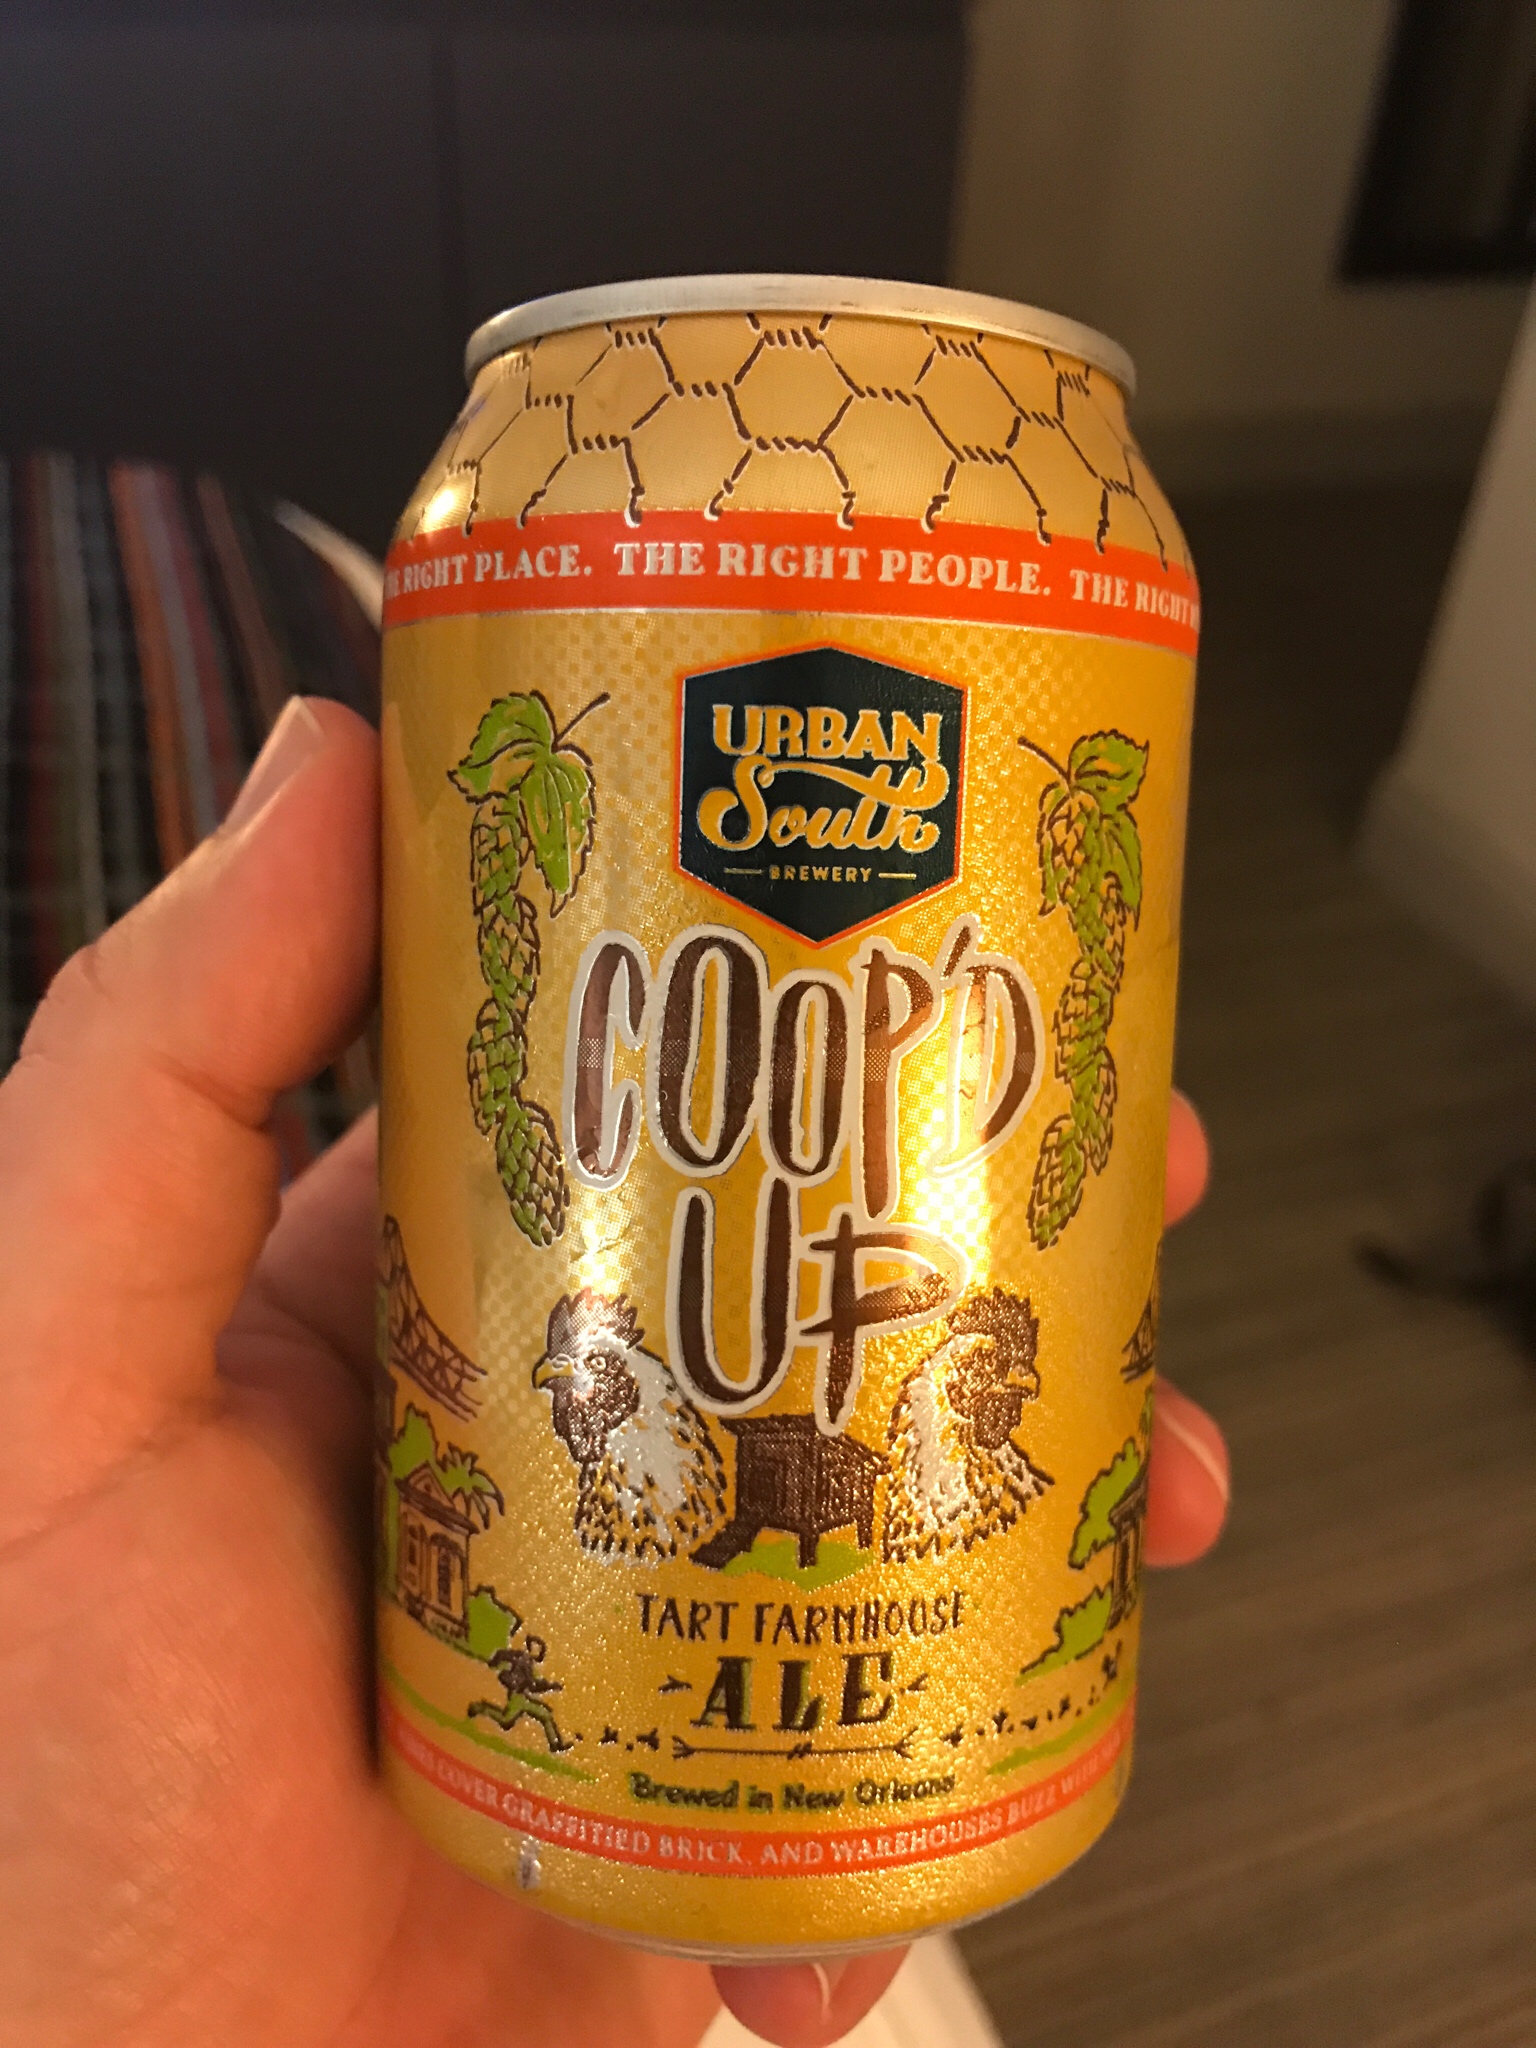 RIGHT PLACE. THE RIGHT PEOPLE. THE RIGHT
URBAN
South
BREWERY
COOP'D
UP
TART FARMHOUSE
ALE
Brewed in New Orleans
COVER GRAFFITIED BRICK, AND WAREHOUSES BUZZ WITH